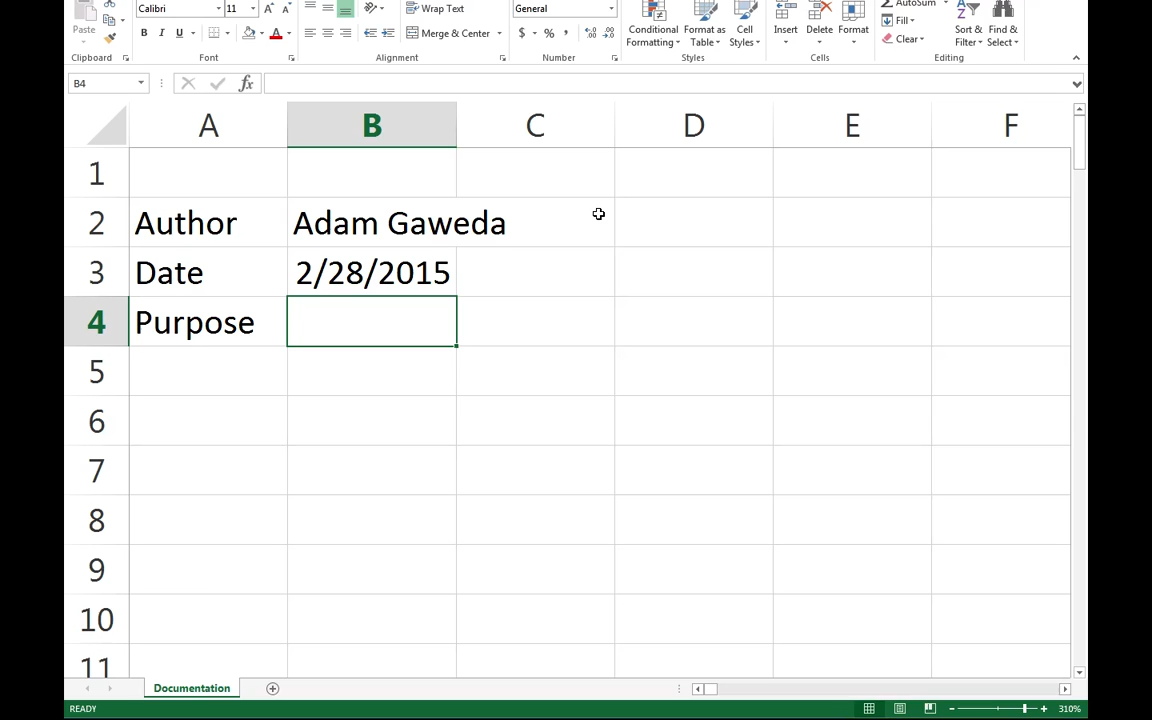 Calibri 11 Wrap Text General AutoSum
Paste Merge & Center $ % Conditional Formatting Format as Table Cell Styles Insert Delete Format Fill Clear Sort & Filter Find & Select
B I U A
Clipboard Font Alignment Number Styles Cells Editing
B4 fx
A B C D E F
1
2 Author Adam Gaweda
3 Date 2/28/2015
4 Purpose
5
6
7
8
9
10
11
Documentation
READY 310%